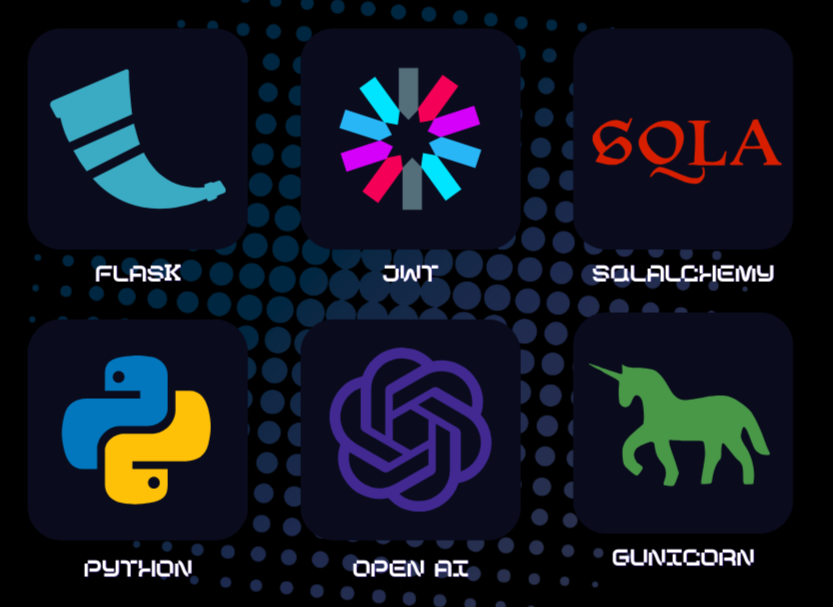 SQLA
FLASK
JWT
SQLALCHEMY
PYTHON
OPEN AI
GUNICORN